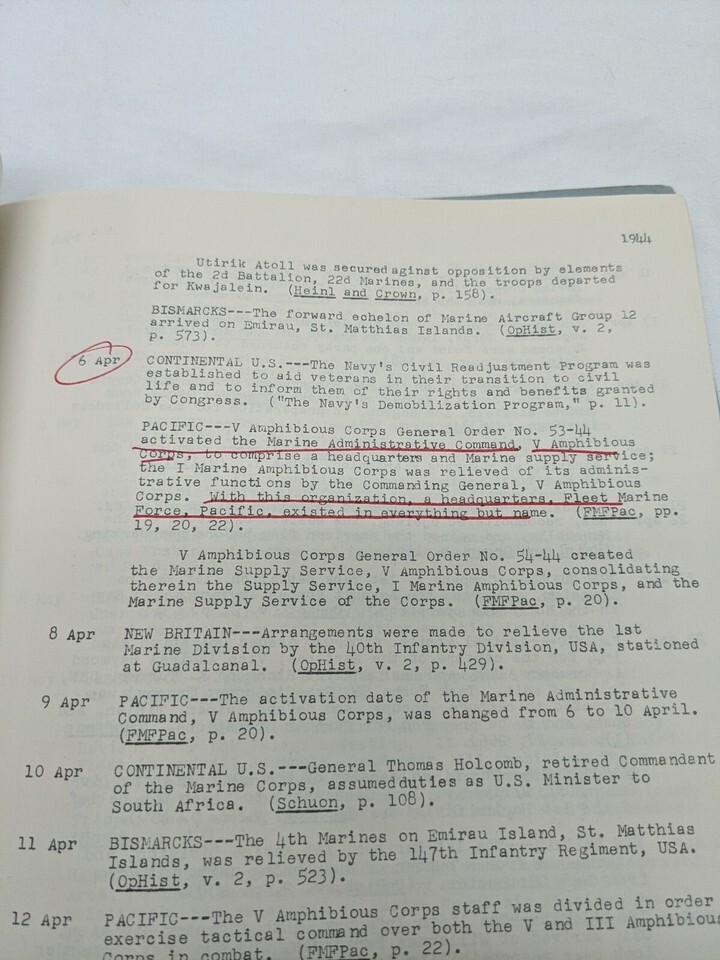 1944
Utirik Atoll was secured aginst opposition by elements
of the 2d Battalion, 22d Marines, and the troops departed
for Kwajalein. (Heinl and Crown, p. 158).
BISMARCKS---The forward echelon of Marine Aircraft Group 12
arrived on Emirau, St. Matthias Islands. (OpHist, v. 2,
p. 573).
6 Apr CONTINENTAL U.S.---The Navy's Civil Readjustment Program was
established to aid veterans in their transition to civil
life and to inform them of their rights and benefits granted
by Congress. ("The Navy's Demobilization Program," p. 11).
PACIFIC---V Amphibious Corps General Order No. 53-44
activated the Marine Administrative Command, V Amphibious
Corps, to comprise a headquarters and Marine supply service;
the I Marine Amphibious Corps was relieved of its adminis-
trative functions by the Commanding General, V Amphibious
Corps. With this organization, a headquarters, Fleet Marine
Force, Pacific, existed in everything but name. (FMFPac, pp.
19, 20, 22).
V Amphibious Corps General Order No. 54-44 created
the Marine Supply Service, V Amphibious Corps, consolidating
therein the Supply Service, I Marine Amphibious Corps, and the
Marine Supply Service of the Corps. (FMFPac, p. 20).
8 Apr NEW BRITAIN---Arrangements were made to relieve the 1st
Marine Division by the 40th Infantry Division, USA, stationed
at Guadalcanal. (OpHist, v. 2, p. 429).
9 Apr PACIFIC---The activation date of the Marine Administrative
Command, V Amphibious Corps, was changed from 6 to 10 April.
(FMFPac, p. 20).
10 Apr CONTINENTAL U.S.---General Thomas Holcomb, retired Commandant
of the Marine Corps, assumedduties as U.S. Minister to
South Africa. (Schuon, p. 108).
11 Apr BISMARCKS---The 4th Marines on Emirau Island, St. Matthias
Islands, was relieved by the 147th Infantry Regiment, USA.
(OpHist, v. 2, p. 523).
12 Apr PACIFIC---The V Amphibious Corps staff was divided in order
exercise tactical command over both the V and III Amphibious
Corps in combat. (FMFPac, p. 22).